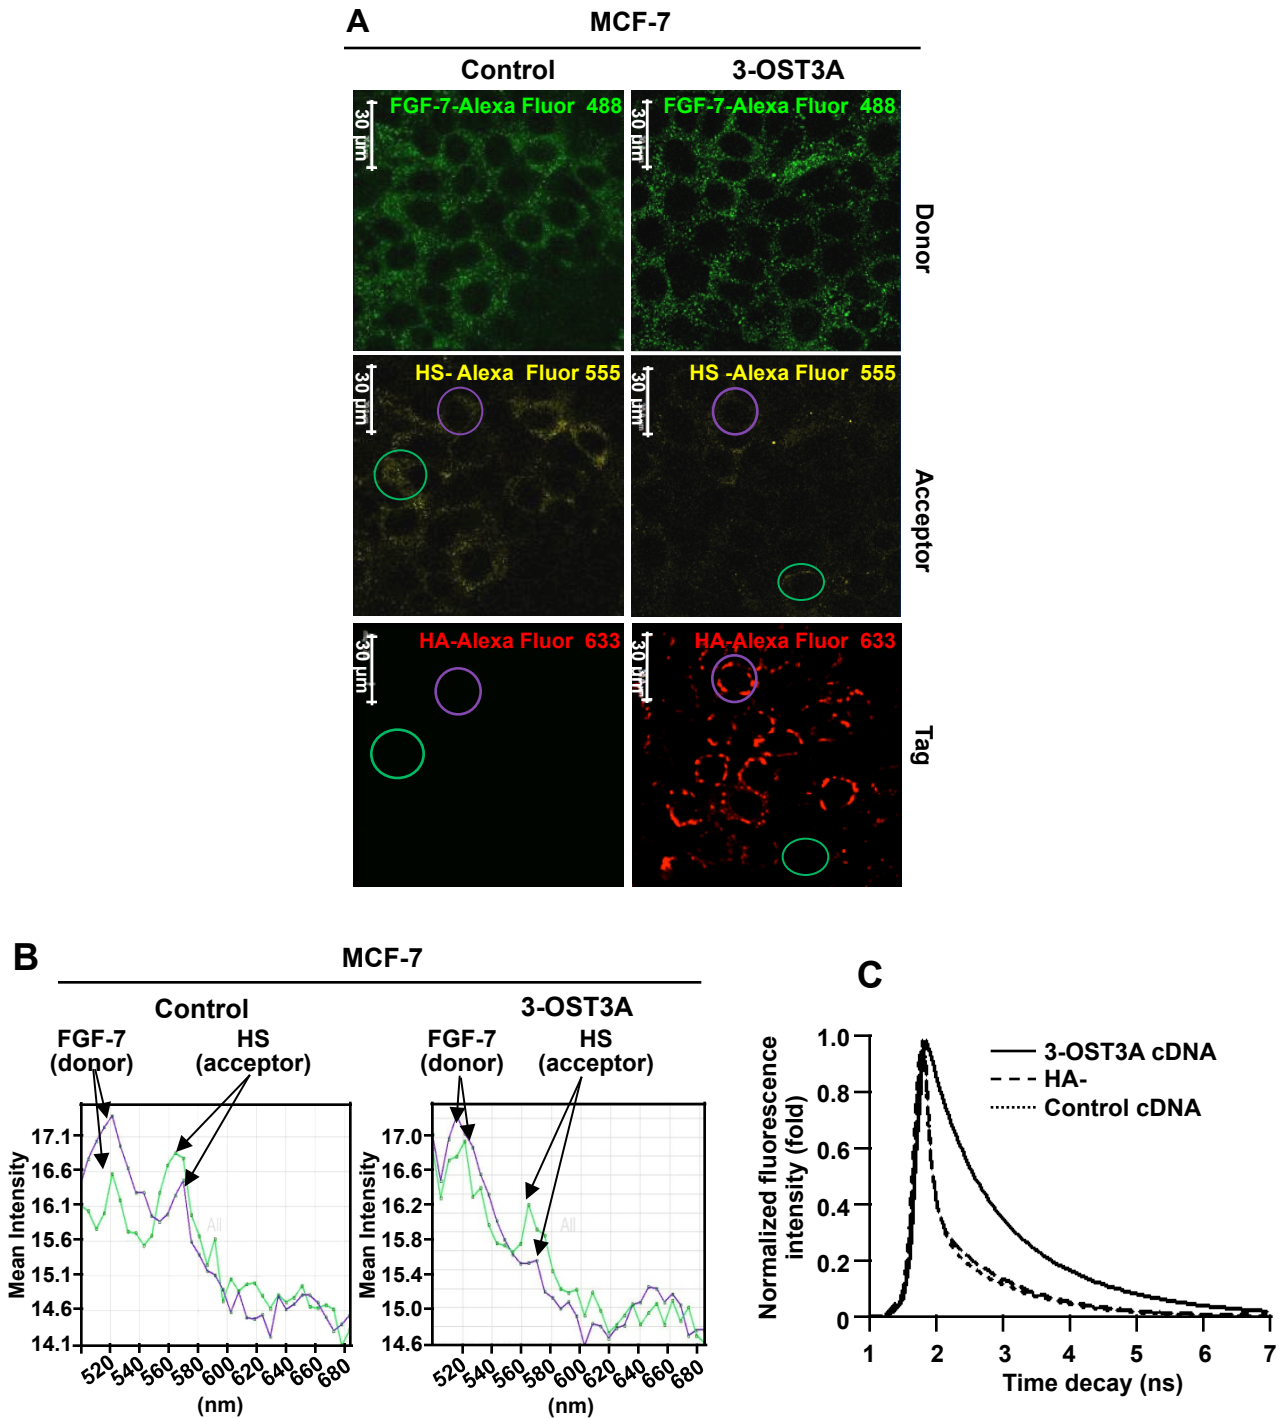 A
MCF-7
Control
3-OST3A
FGF-7-Alexa Fluor 488
30 µm
FGF-7-Alexa Fluor 488
30 µm
Donor
HS- Alexa Fluor 555
30 µm
HS -Alexa Fluor 555
30 µm
Acceptor
HA-Alexa Fluor 633
30 µm
HA-Alexa Fluor 633
30 µm
Tag
B
MCF-7
Control
FGF-7
(donor)
HS
(acceptor)
Mean Intensity
17.1
16.6
16.2
15.6
15.1
14.6
14.1
All
520 540 560 580 600 620 640 660 680
(nm)
3-OST3A
FGF-7
(donor)
HS
(acceptor)
Mean Intensity
17.0
16.6
16.2
15.8
15.4
15.0
14.6
All
520 540 560 580 600 620 640 660 680
(nm)
C
Normalized fluorescence
intensity (fold)
1.0
0.8
0.6
0.4
0.2
0
3-OST3A cDNA
HA-
Control cDNA
1 2 3 4 5 6 7
Time decay (ns)